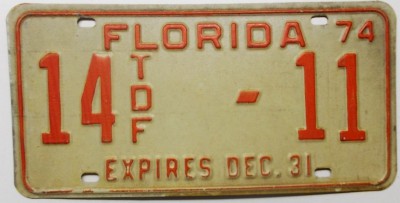 FLORIDA 74
14 TDF - 11
EXPIRES DEC. 31